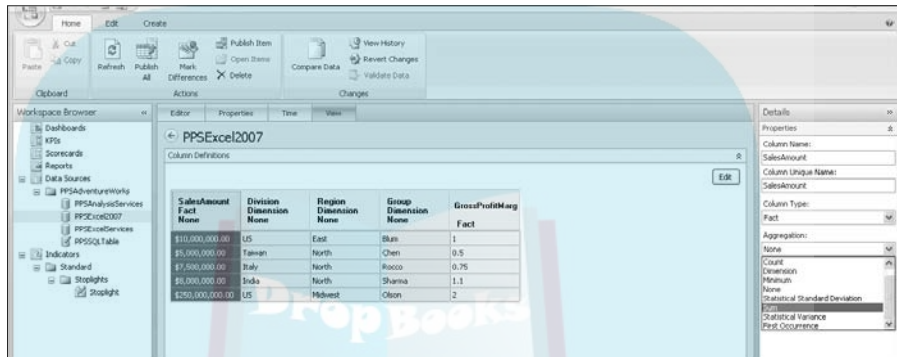 Home Edit Create
Paste
Cut
Copy
Clipboard
Refresh
Publish All
Mark Differences
Publish Item
Open Items
Delete
Actions
Compare Data
View History
Revert Changes
Validate Data
Changes
Workspace Browser
Dashboards
KPIs
Scorecards
Reports
Data Sources
PPSAdventureWorks
PPSAnalysisServices
PPSExcel2007
PPSExcelServices
PPSSQLTable
Indicators
Standard
Stoplights
Stoplight
Editor Properties Time View
PPSExcel2007
Column Definitions
Edit
SalesAmount Fact None
Division Dimension None
Region Dimension None
Group Dimension None
GrossProfitMarg Fact
$10,000,000.00 US East Blum 1
$5,000,000.00 Taiwan North Chen 0.5
$7,500,000.00 Italy North Rocco 0.75
$8,000,000.00 India North Sharma 1.1
$250,000,000.00 US Midwest Olson 2
DropBooks
Details
Properties
Column Name:
SalesAmount
Column Unique Name:
SalesAmount
Column Type:
Fact
Aggregation:
None
Count
Dimension
Minimum
None
Statistical Standard Deviation
Sum
Statistical Variance
First Occurrence